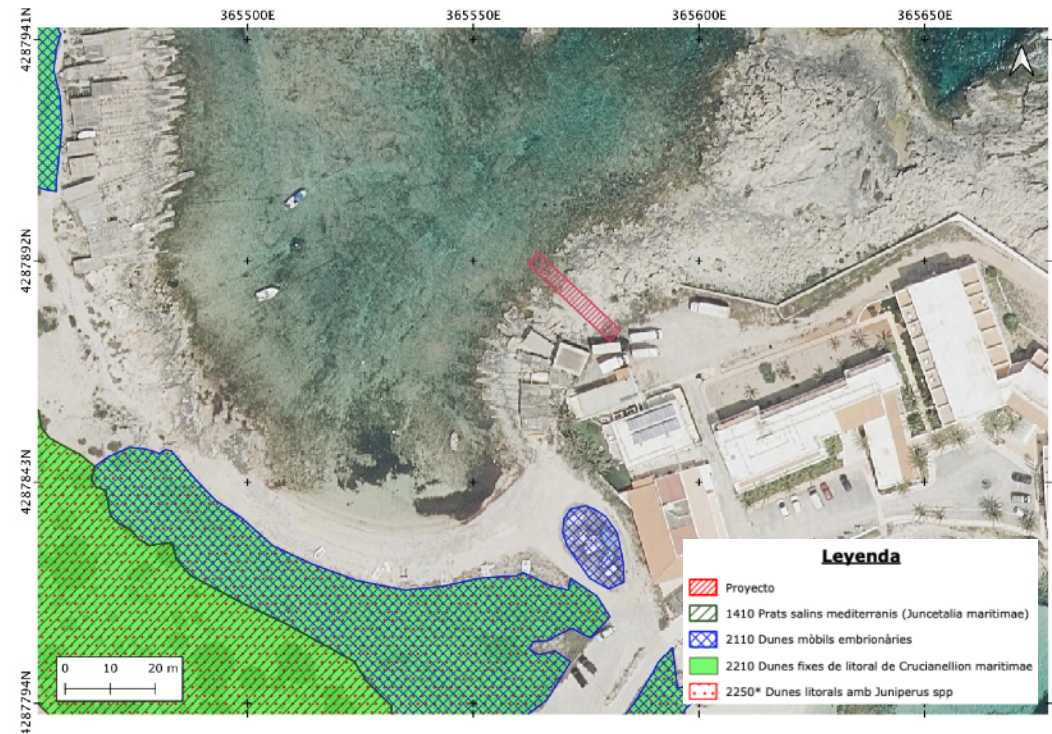 365500E 365550E 365600E 365650E
4287941N
4287892N
4287843N
4287794N
Leyenda
Proyecto
1410 Prats salins mediterranis (Juncetalia maritimae)
2110 Dunes mòbils embrionàries
2210 Dunes fixes de litoral de Crucianellion maritimae
2250* Dunes litorals amb Juniperus spp
0 10 20 m